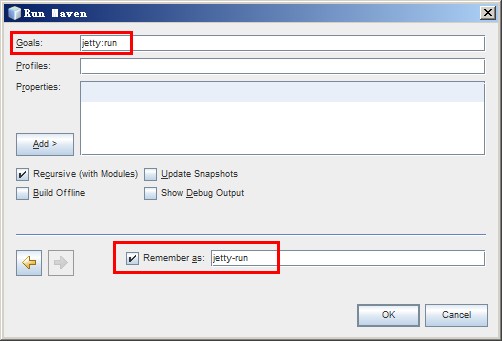 Run Maven
Goals: jetty:run
Profiles:
Properties:
Add >
Recursive (with Modules) Update Snapshots
Build Offline Show Debug Output
Remember as: jetty-run
OK Cancel